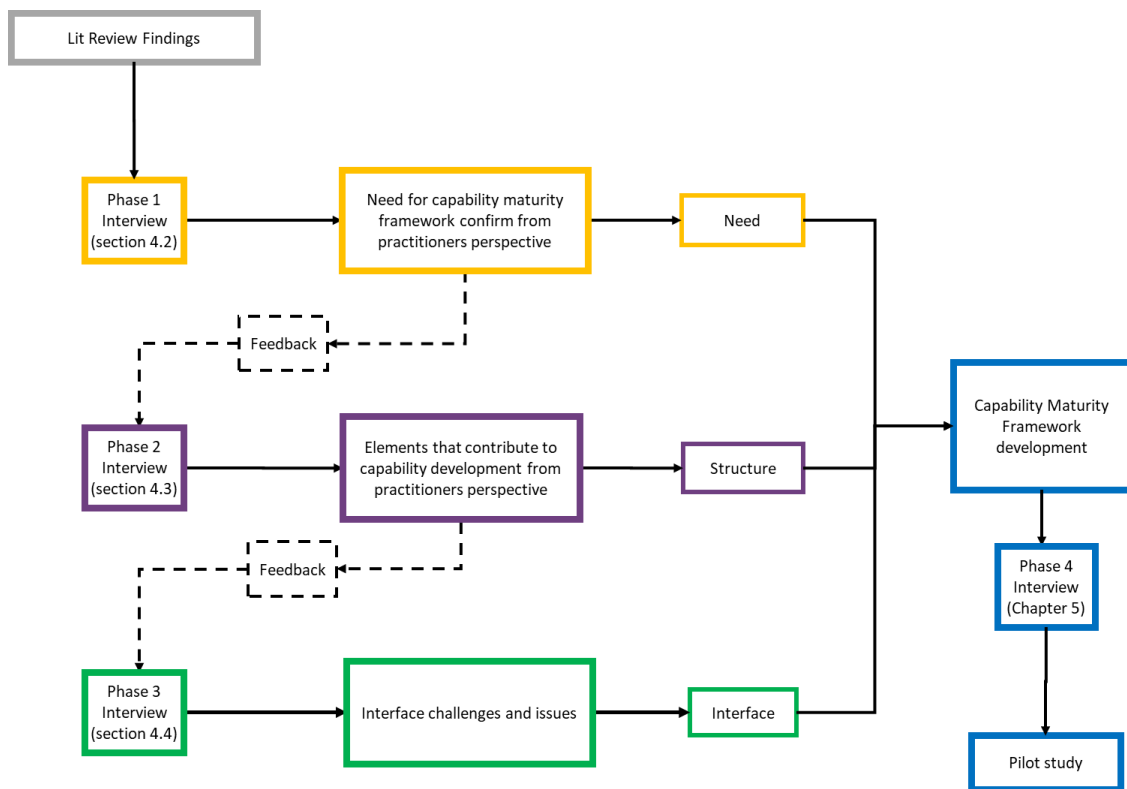 Lit Review Findings
Phase 1
Interview
(section 4.2)
Need for capability maturity
framework confirm from
practitioners perspective
Need
Feedback
Phase 2
Interview
(section 4.3)
Elements that contribute to
capability development from
practitioners perspective
Structure
Capability Maturity
Framework
development
Feedback
Phase 4
Interview
(Chapter 5)
Phase 3
Interview
(section 4.4)
Interface challenges and issues
Interface
Pilot study